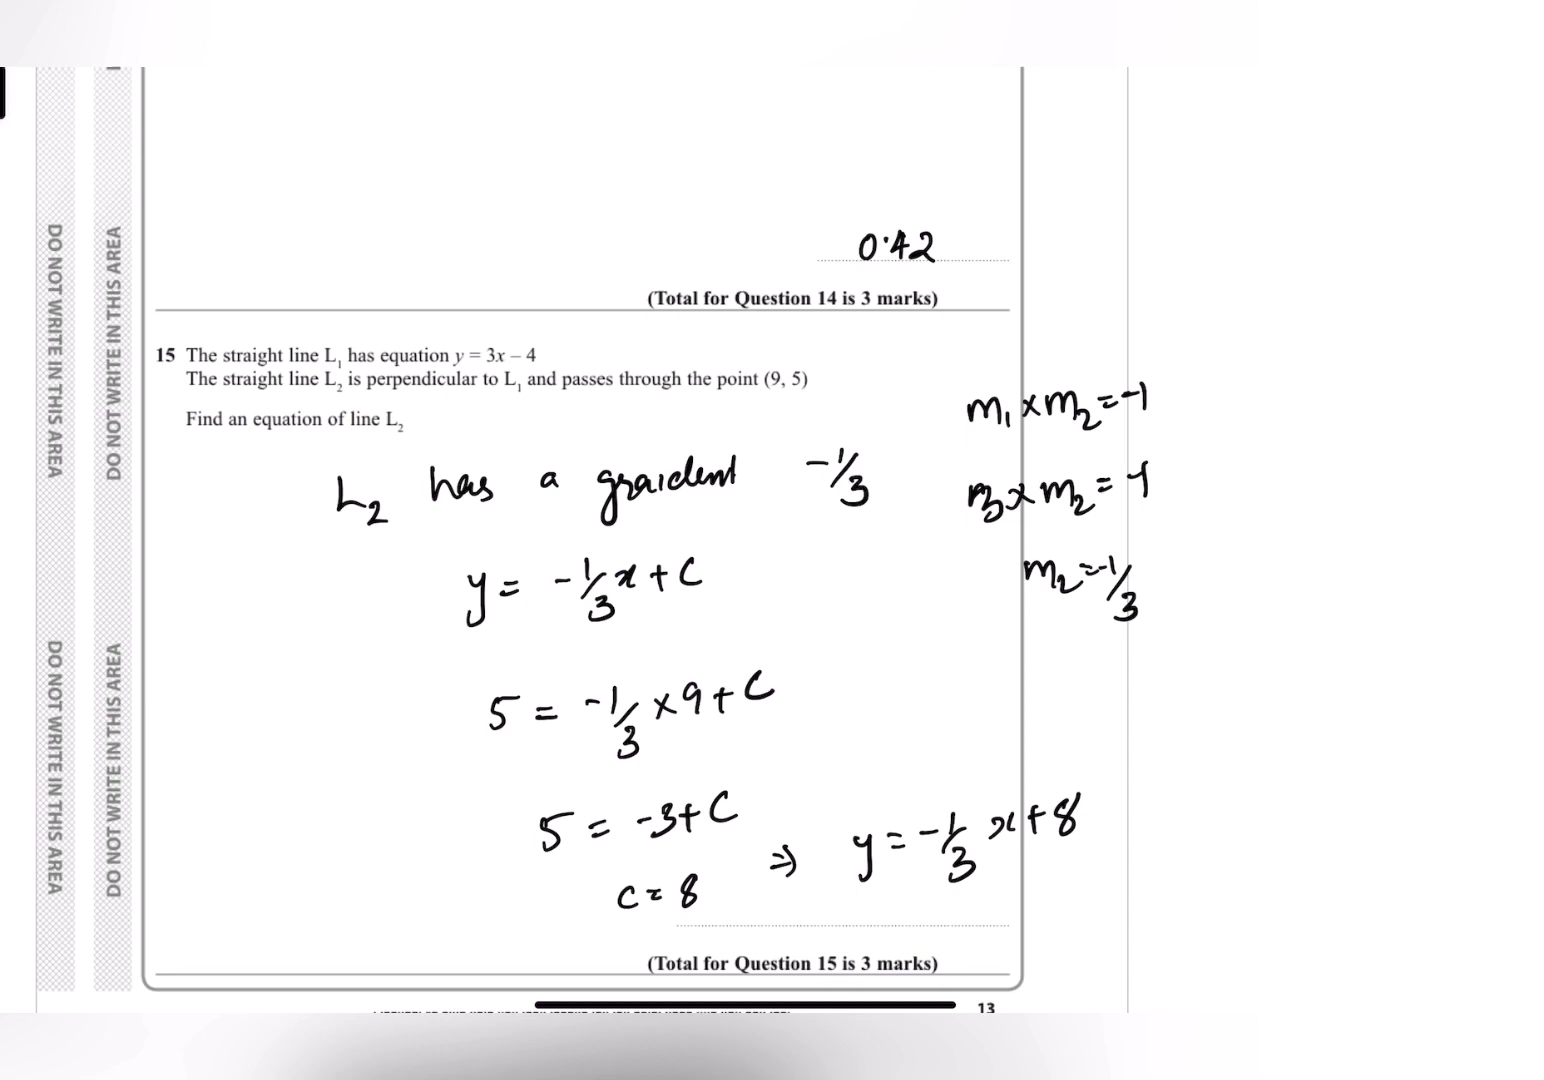 0.42
(Total for Question 14 is 3 marks)
15 The straight line L₁ has equation y = 3x – 4
The straight line L₂ is perpendicular to L₁ and passes through the point (9, 5)
Find an equation of line L₂
m₁ × m₂ = -1
L₂ has a graident -1/3
3 × m₂ = -1
m₂ = -1/3
y = -1/3 x + c
5 = -1/3 × 9 + c
5 = -3 + c
c = 8
⇒ y = -1/3 x + 8
(Total for Question 15 is 3 marks)
13
DO NOT WRITE IN THIS AREA
DO NOT WRITE IN THIS AREA
DO NOT WRITE IN THIS AREA
DO NOT WRITE IN THIS AREA